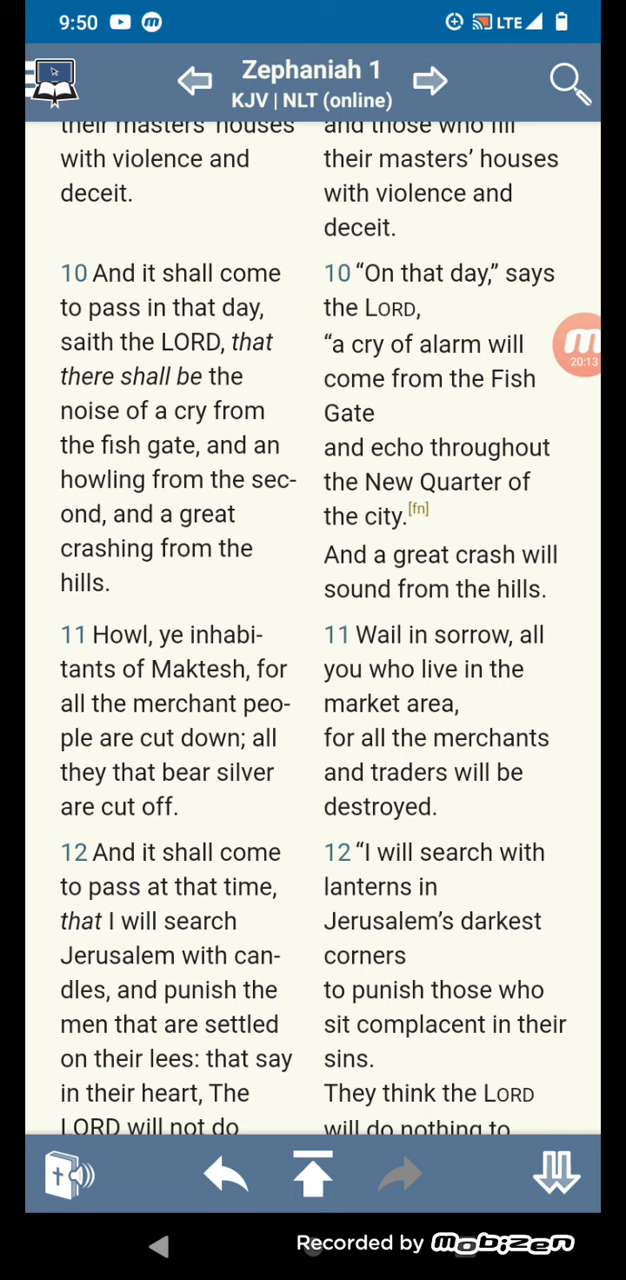 9:50
LTE
Zephaniah 1
KJV | NLT (online)
their masters' houses
with violence and
deceit.
10 And it shall come
to pass in that day,
saith the LORD, that
there shall be the
noise of a cry from
the fish gate, and an
howling from the sec-
ond, and a great
crashing from the
hills.
11 Howl, ye inhabi-
tants of Maktesh, for
all the merchant peo-
ple are cut down; all
they that bear silver
are cut off.
12 And it shall come
to pass at that time,
that I will search
Jerusalem with can-
dles, and punish the
men that are settled
on their lees: that say
in their heart, The
LORD will not do
and those who fill
their masters’ houses
with violence and
deceit.
10 “On that day,” says
the LORD,
“a cry of alarm will
come from the Fish
Gate
and echo throughout
the New Quarter of
the city.[fn]
And a great crash will
sound from the hills.
11 Wail in sorrow, all
you who live in the
market area,
for all the merchants
and traders will be
destroyed.
12 “I will search with
lanterns in
Jerusalem’s darkest
corners
to punish those who
sit complacent in their
sins.
They think the LORD
will do nothing to
m
20:13
Recorded by mobizen